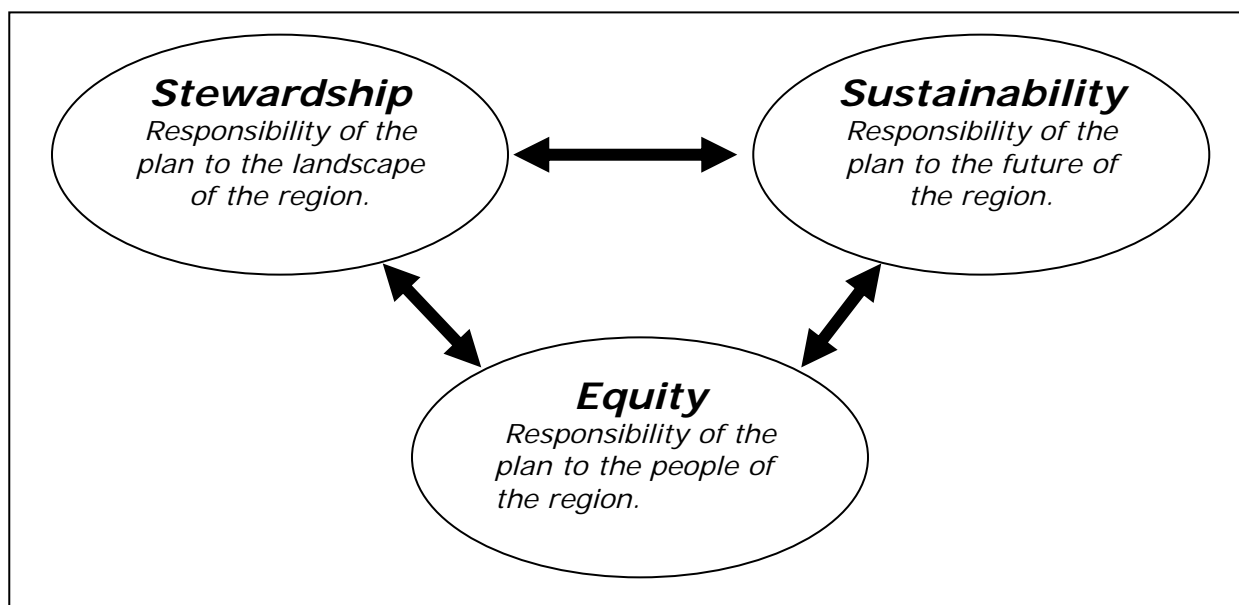 Stewardship
Responsibility of the
plan to the landscape
of the region.
Sustainability
Responsibility of the
plan to the future of
the region.
Equity
Responsibility of the
plan to the people of
the region.